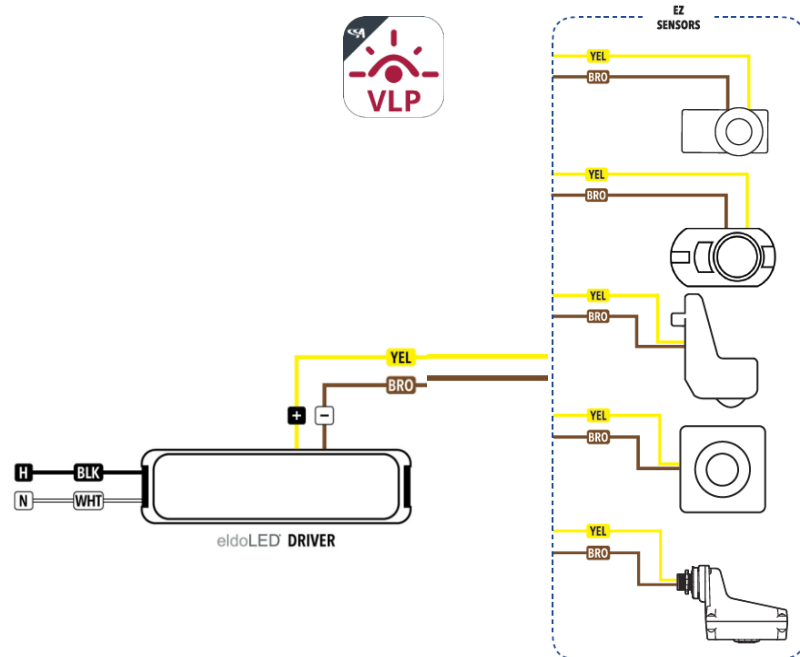 EZ
SENSORS
YEL
BRO
VLP
YEL
BRO
YEL
BRO
YEL
BRO
+ −
H BLK
N WHT
eldoLED® DRIVER
YEL
BRO
YEL
BRO